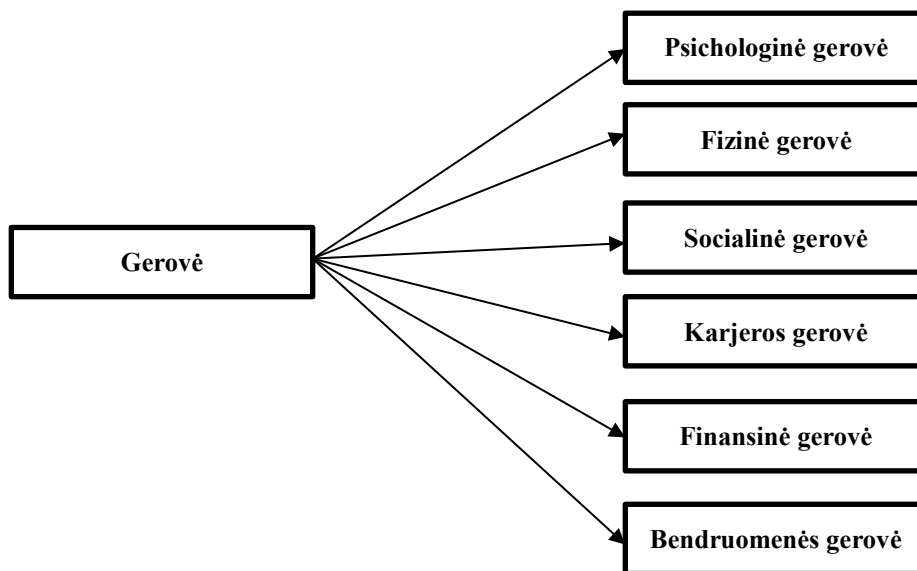 Psichologinė gerovė
Fizinė gerovė
Socialinė gerovė
Gerovė
Karjeros gerovė
Finansinė gerovė
Bendruomenės gerovė